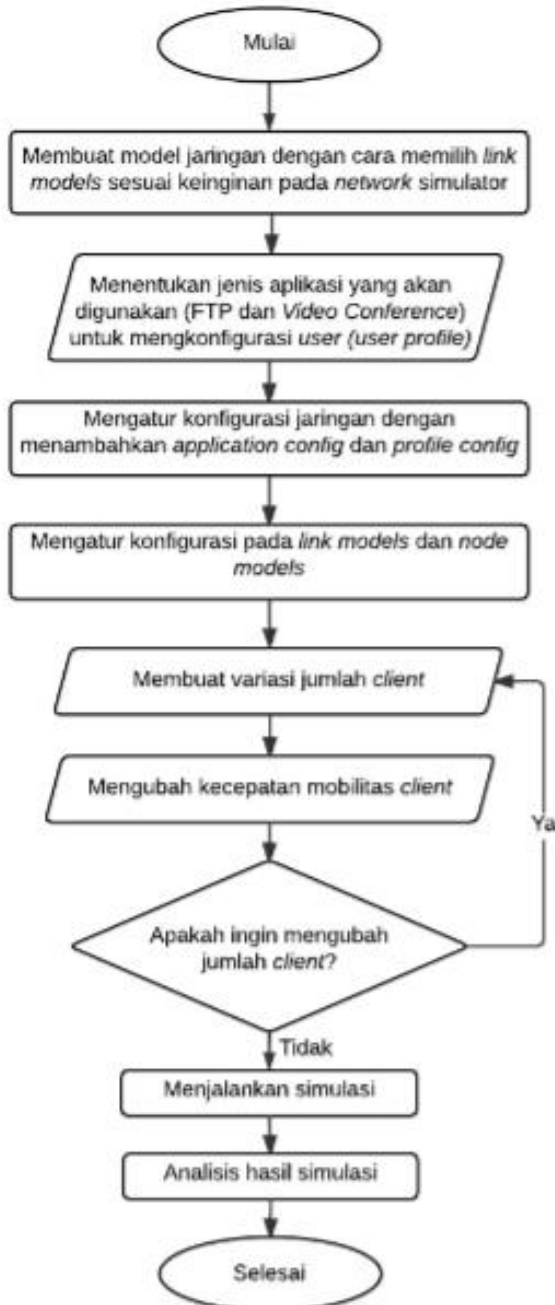 Mulai
Membuat model jaringan dengan cara memilih link
models sesuai keinginan pada network simulator
Menentukan jenis aplikasi yang akan
digunakan (FTP dan Video Conference)
untuk mengkonfigurasi user (user profile)
Mengatur konfigurasi jaringan dengan
menambahkan application config dan profile config
Mengatur konfigurasi pada link models dan node
models
Membuat variasi jumlah client
Mengubah kecepatan mobilitas client
Ya
Apakah ingin mengubah
jumlah client?
Tidak
Menjalankan simulasi
Analisis hasil simulasi
Selesai